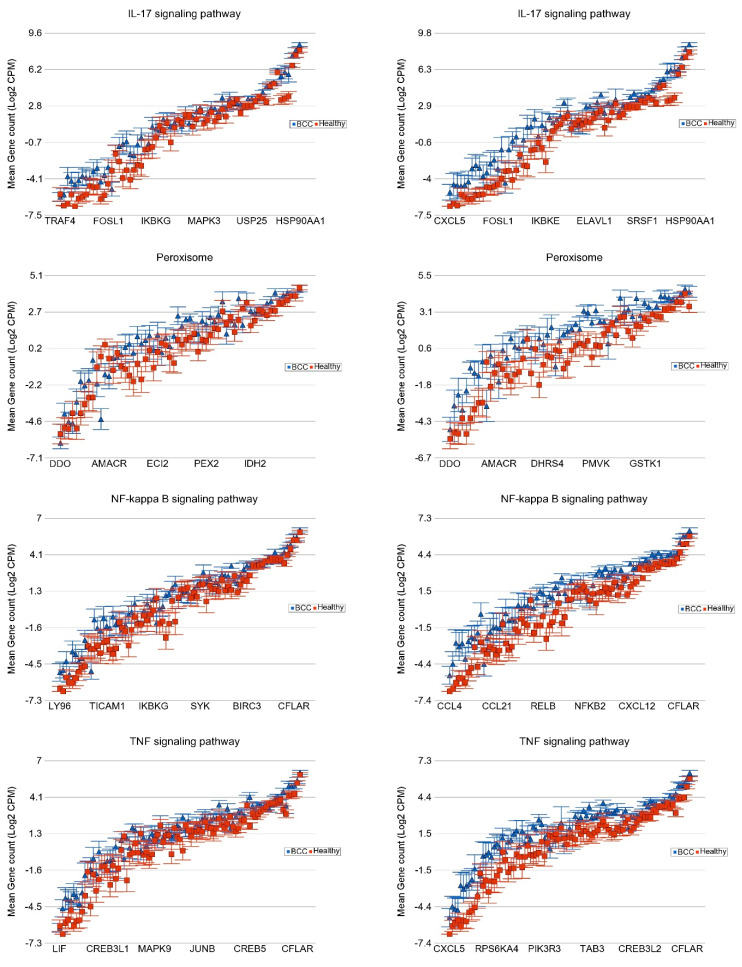 IL-17 signaling pathway
Mean Gene count (Log2 CPM)
9.6
6.2
2.8
-0.7
-4.1
-7.5
TRAF4 FOSL1 IKBKG MAPK3 USP25 HSP90AA1
BCC Healthy
IL-17 signaling pathway
Mean Gene count (Log2 CPM)
9.8
6.3
2.9
-0.6
-4
-7.5
CXCL5 FOSL1 IKBKE ELAVL1 SRSF1 HSP90AA1
BCC Healthy
Peroxisome
Mean Gene count (Log2 CPM)
5.1
2.7
0.2
-2.2
-4.6
-7.1
DDO AMACR ECI2 PEX2 IDH2
BCC Healthy
Peroxisome
Mean Gene count (Log2 CPM)
5.5
3.1
0.6
-1.8
-4.3
-6.7
DDO AMACR DHRS4 PMVK GSTK1
BCC Healthy
NF-kappa B signaling pathway
Mean Gene count (Log2 CPM)
7
4.1
1.3
-1.6
-4.5
-7.3
LY96 TICAM1 IKBKG SYK BIRC3 CFLAR
BCC Healthy
NF-kappa B signaling pathway
Mean Gene count (Log2 CPM)
7.3
4.4
1.5
-1.5
-4.4
-7.4
CCL4 CCL21 RELB NFKB2 CXCL12 CFLAR
BCC Healthy
TNF signaling pathway
Mean Gene count (Log2 CPM)
7
4.1
1.3
-1.6
-4.5
-7.3
LIF CREB3L1 MAPK9 JUNB CREB5 CFLAR
BCC Healthy
TNF signaling pathway
Mean Gene count (Log2 CPM)
7.3
4.4
1.5
-1.5
-4.5
-7.4
CXCL5 RPS6KA4 PIK3R3 TAB3 CREB3L2 CFLAR
BCC Healthy